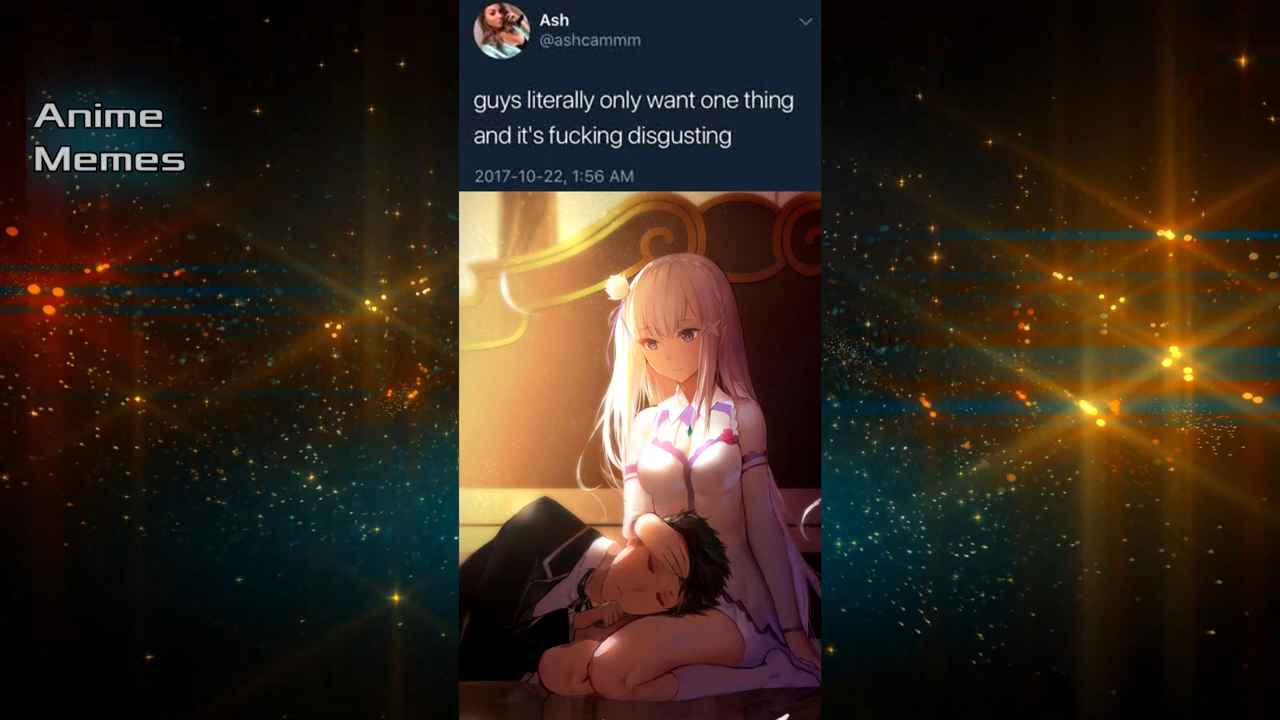 Anime
Memes
Ash
@ashcammm
guys literally only want one thing
and it's fucking disgusting
2017-10-22, 1:56 AM